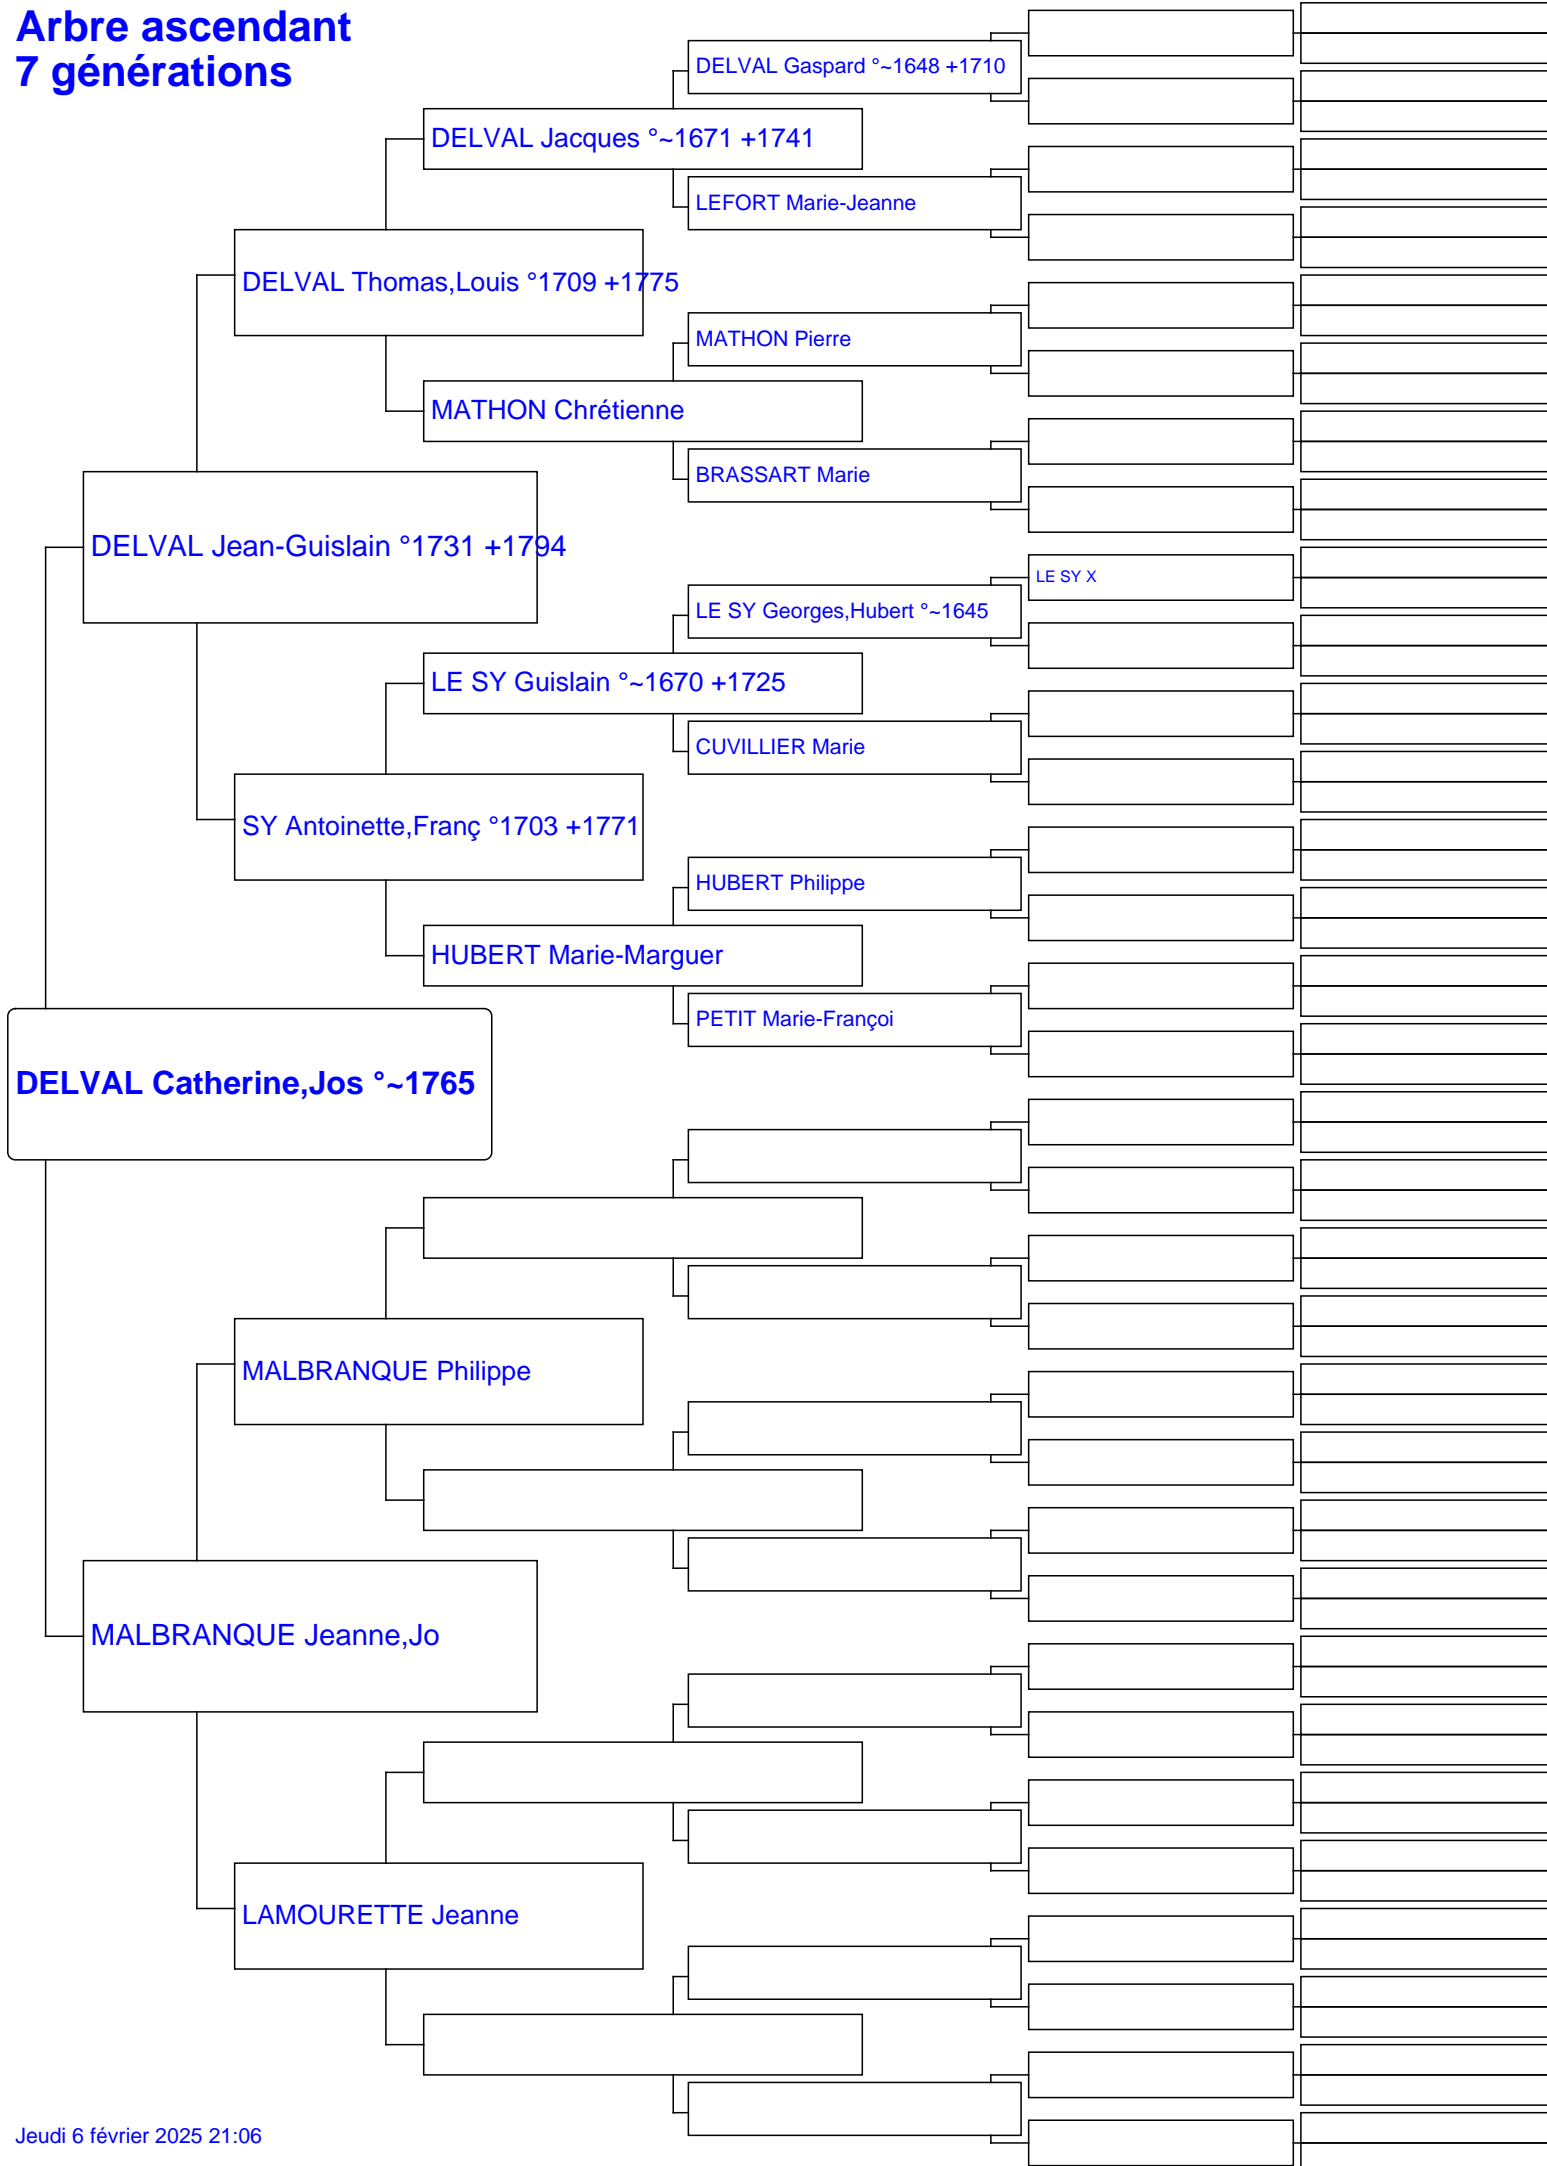 Arbre ascendant
7 générations
DELVAL Gaspard °~1648 +1710
DELVAL Jacques °~1671 +1741
LEFORT Marie-Jeanne
DELVAL Thomas,Louis °1709 +1775
MATHON Pierre
MATHON Chrétienne
BRASSART Marie
DELVAL Jean-Guislain °1731 +1794
LE SY X
LE SY Georges,Hubert °~1645
LE SY Guislain °~1670 +1725
CUVILLIER Marie
SY Antoinette,Franç °1703 +1771
HUBERT Philippe
HUBERT Marie-Marguer
PETIT Marie-Françoi
DELVAL Catherine,Jos °~1765
MALBRANQUE Philippe
MALBRANQUE Jeanne,Jo
LAMOURETTE Jeanne
Jeudi 6 février 2025 21:06